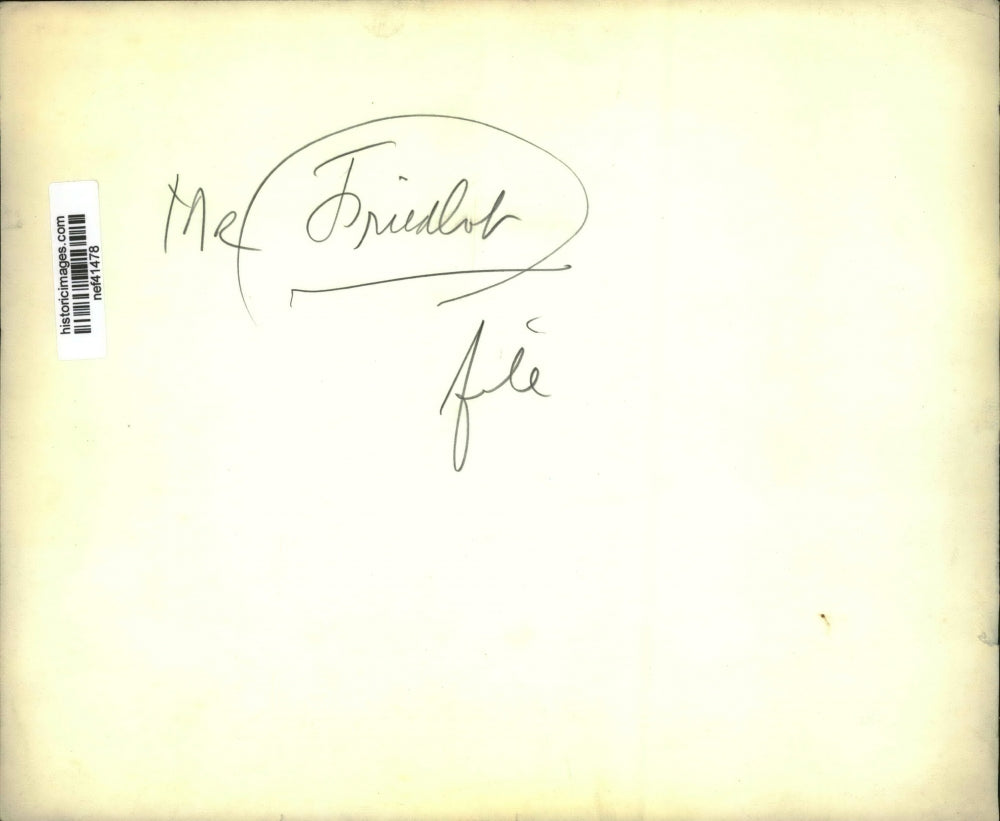 Mr Friedlob
file
historicimages.com
nef41478